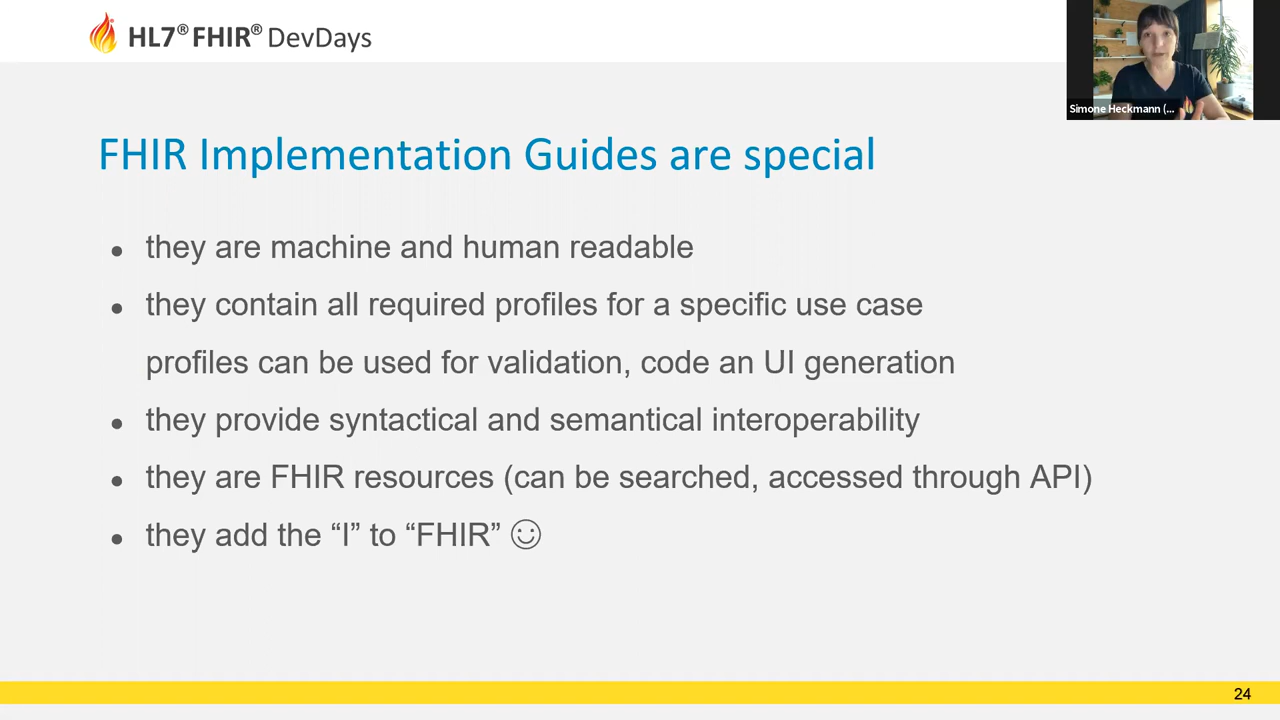 HL7® FHIR® DevDays
Simone Heckmann (...
FHIR Implementation Guides are special
• they are machine and human readable
• they contain all required profiles for a specific use case
profiles can be used for validation, code an UI generation
• they provide syntactical and semantical interoperability
• they are FHIR resources (can be searched, accessed through API)
• they add the “I” to “FHIR” ☺
24